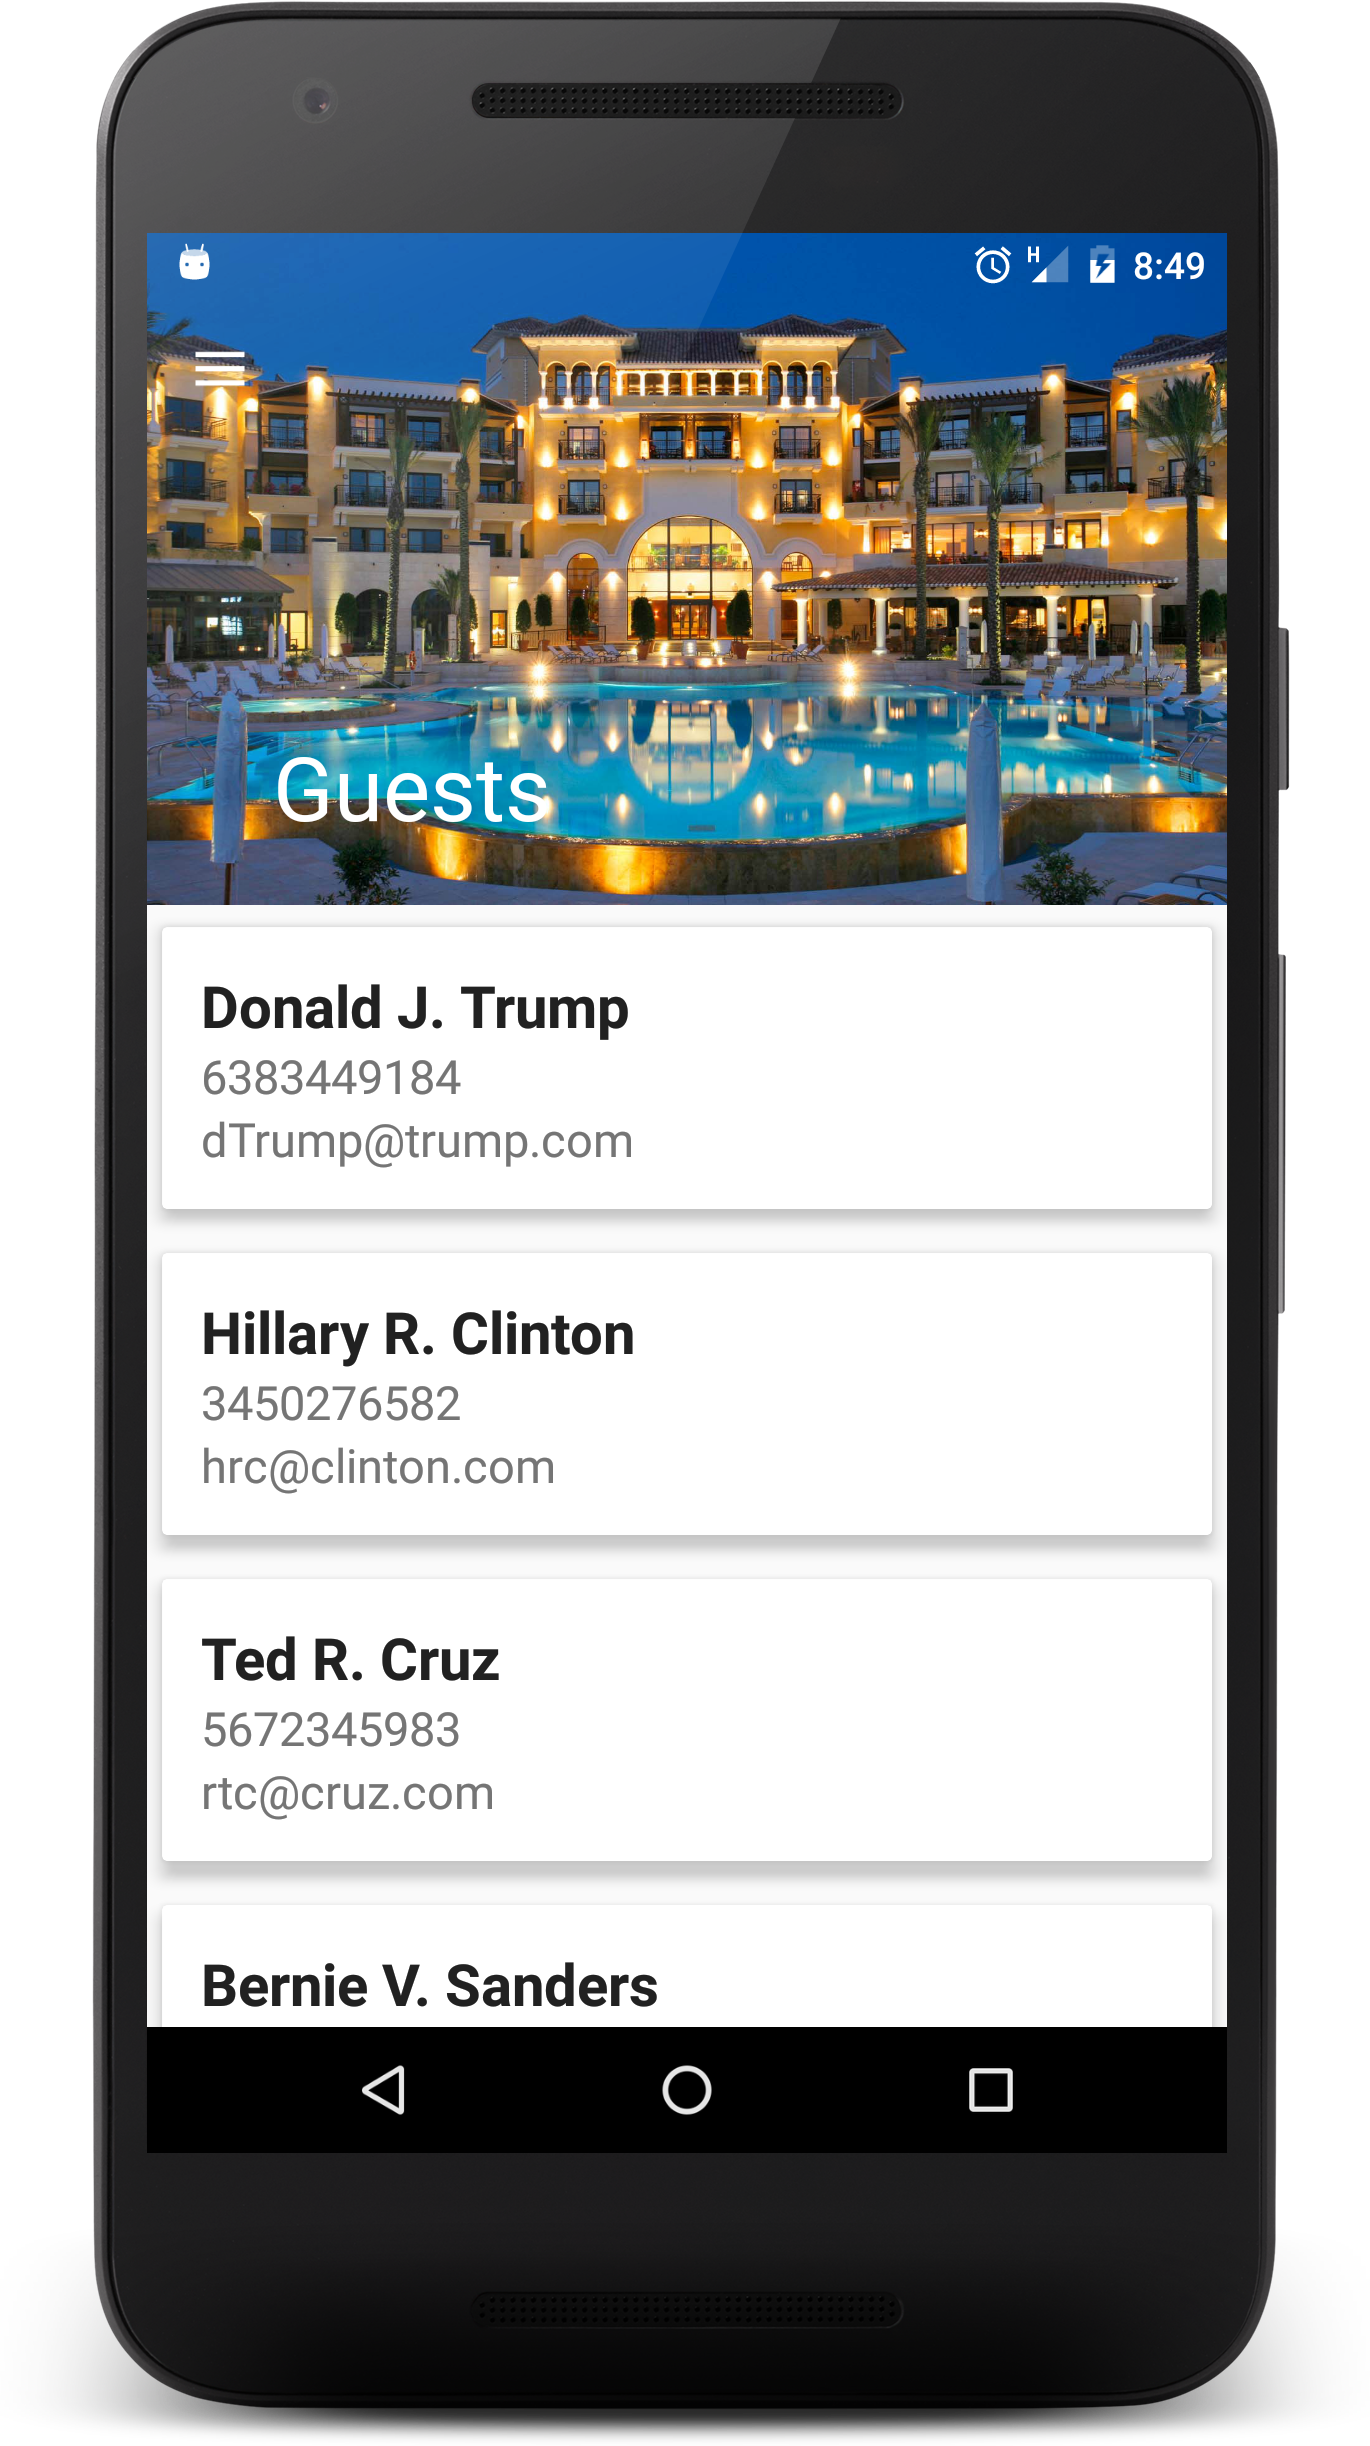 H 8:49
Guests
Donald J. Trump
6383449184
dTrump@trump.com
Hillary R. Clinton
3450276582
hrc@clinton.com
Ted R. Cruz
5672345983
rtc@cruz.com
Bernie V. Sanders